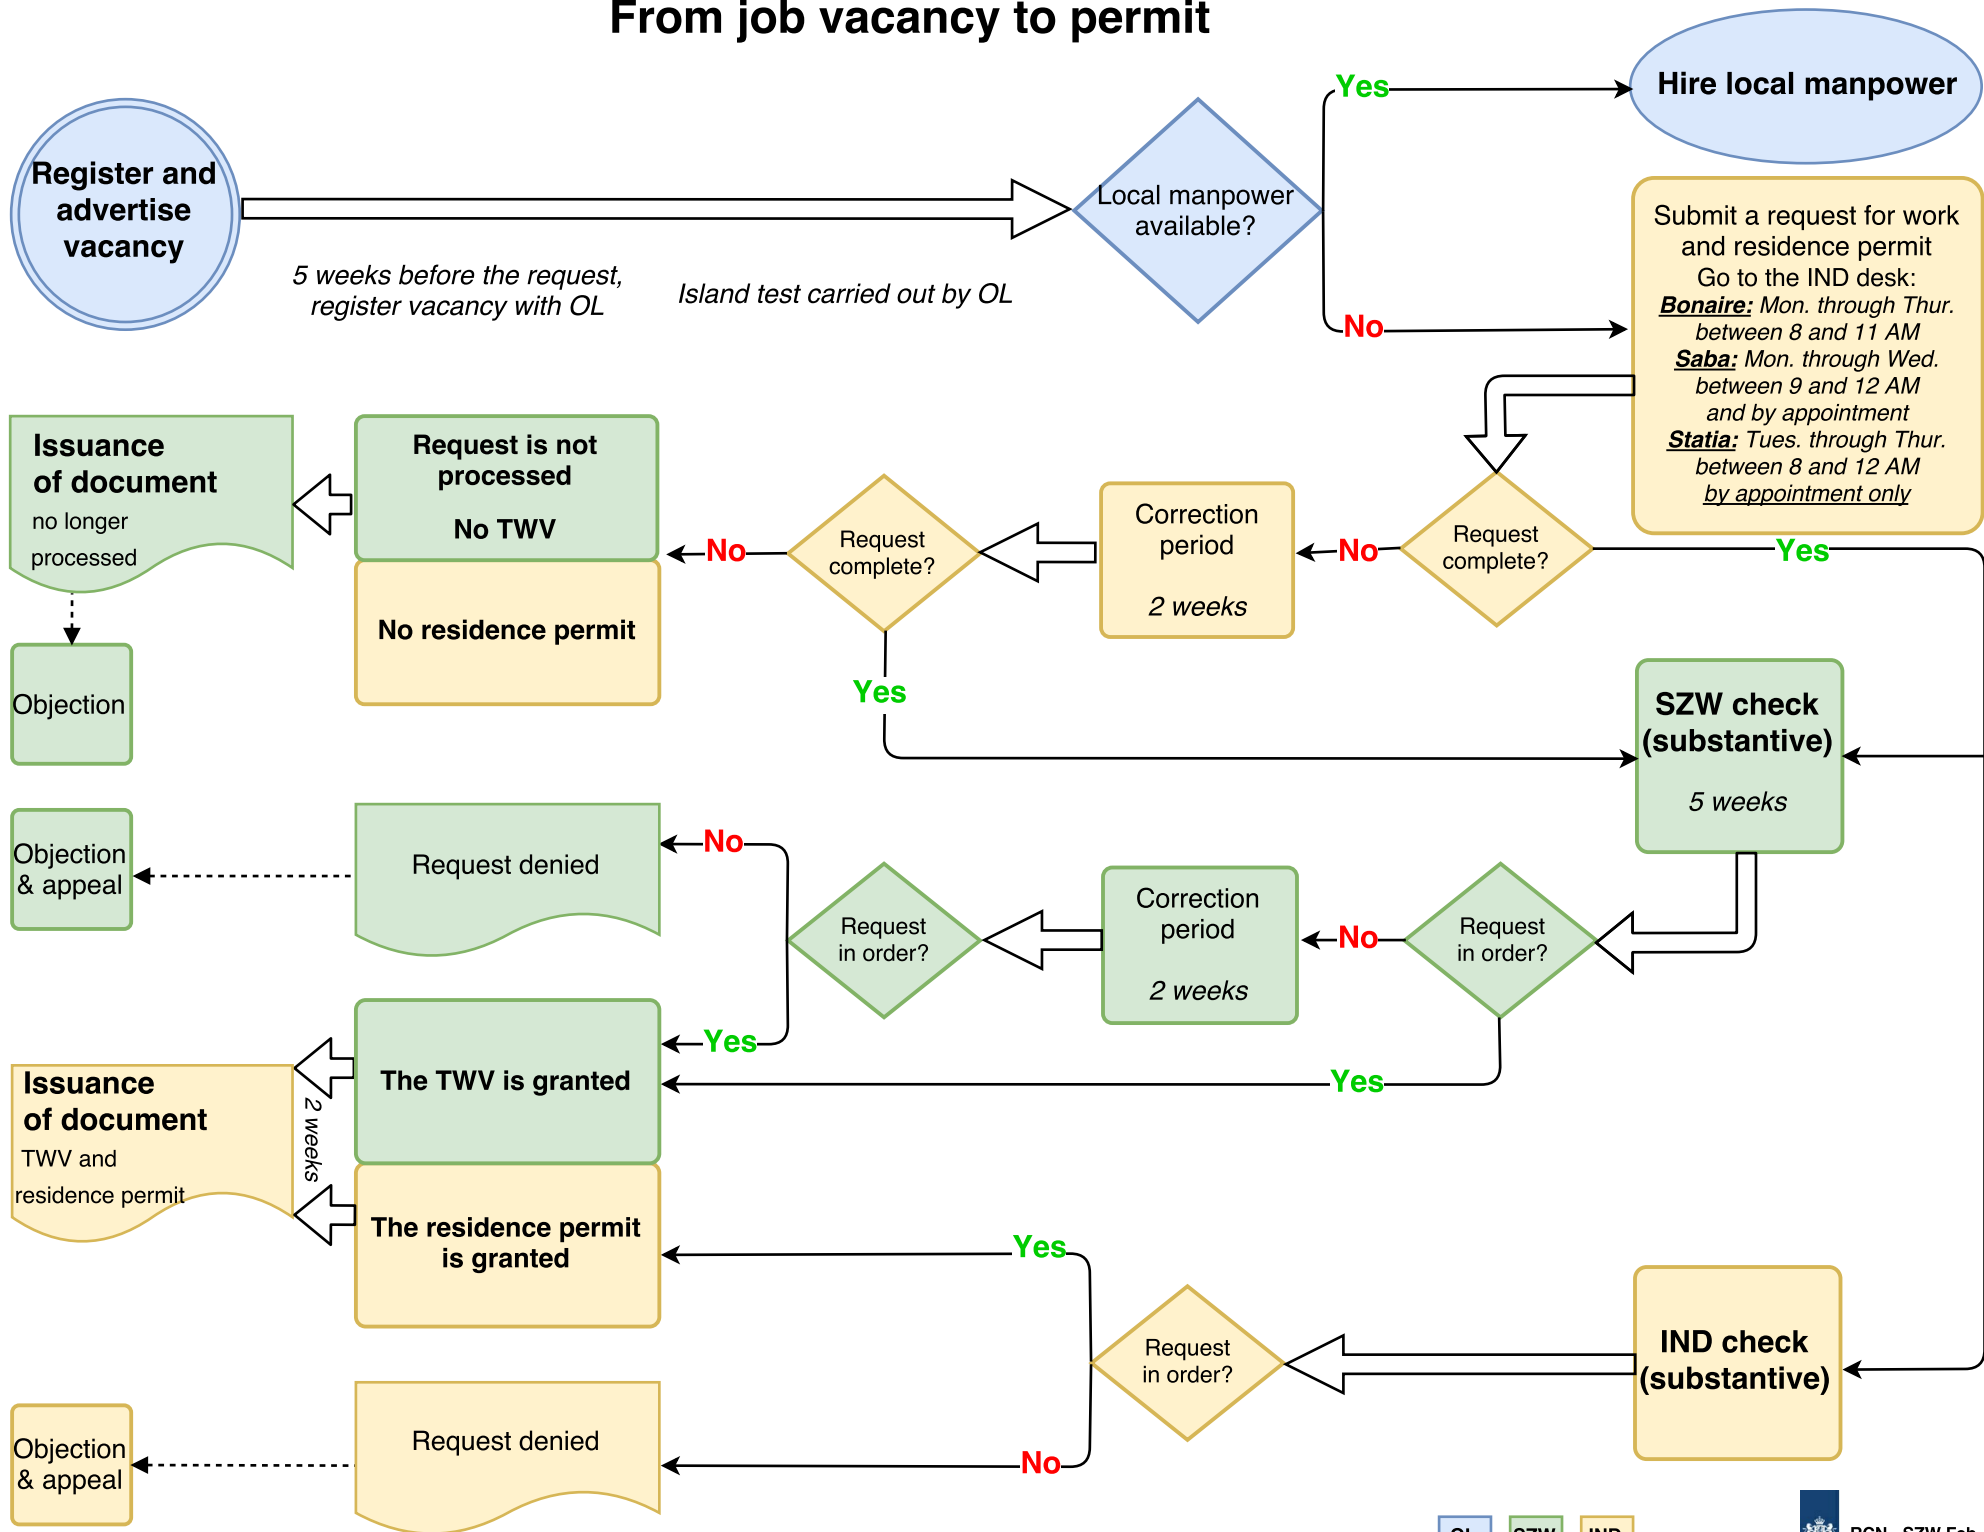 From job vacancy to permit
Register and
advertise
vacancy
5 weeks before the request,
register vacancy with OL
Island test carried out by OL
Local manpower
available?
Yes
Hire local manpower
No
Submit a request for work
and residence permit
Go to the IND desk:
Bonaire: Mon. through Thur.
between 8 and 11 AM
Saba: Mon. through Wed.
between 9 and 12 AM
and by appointment
Statia: Tues. through Thur.
between 8 and 12 AM
by appointment only
Issuance
of document
no longer
processed
Request is not
processed
No TWV
No residence permit
No
Request
complete?
Correction
period
2 weeks
No
Request
complete?
Yes
Objection
Yes
SZW check
(substantive)
5 weeks
Objection
& appeal
Request denied
No
Request
in order?
Correction
period
2 weeks
No
Request
in order?
Yes
Yes
The TWV is granted
Issuance
of document
TWV and
residence permit
2 weeks
The residence permit
is granted
Yes
Request
in order?
IND check
(substantive)
No
Objection
& appeal
Request denied
OL
SZW
IND
RCN - SZW Feb